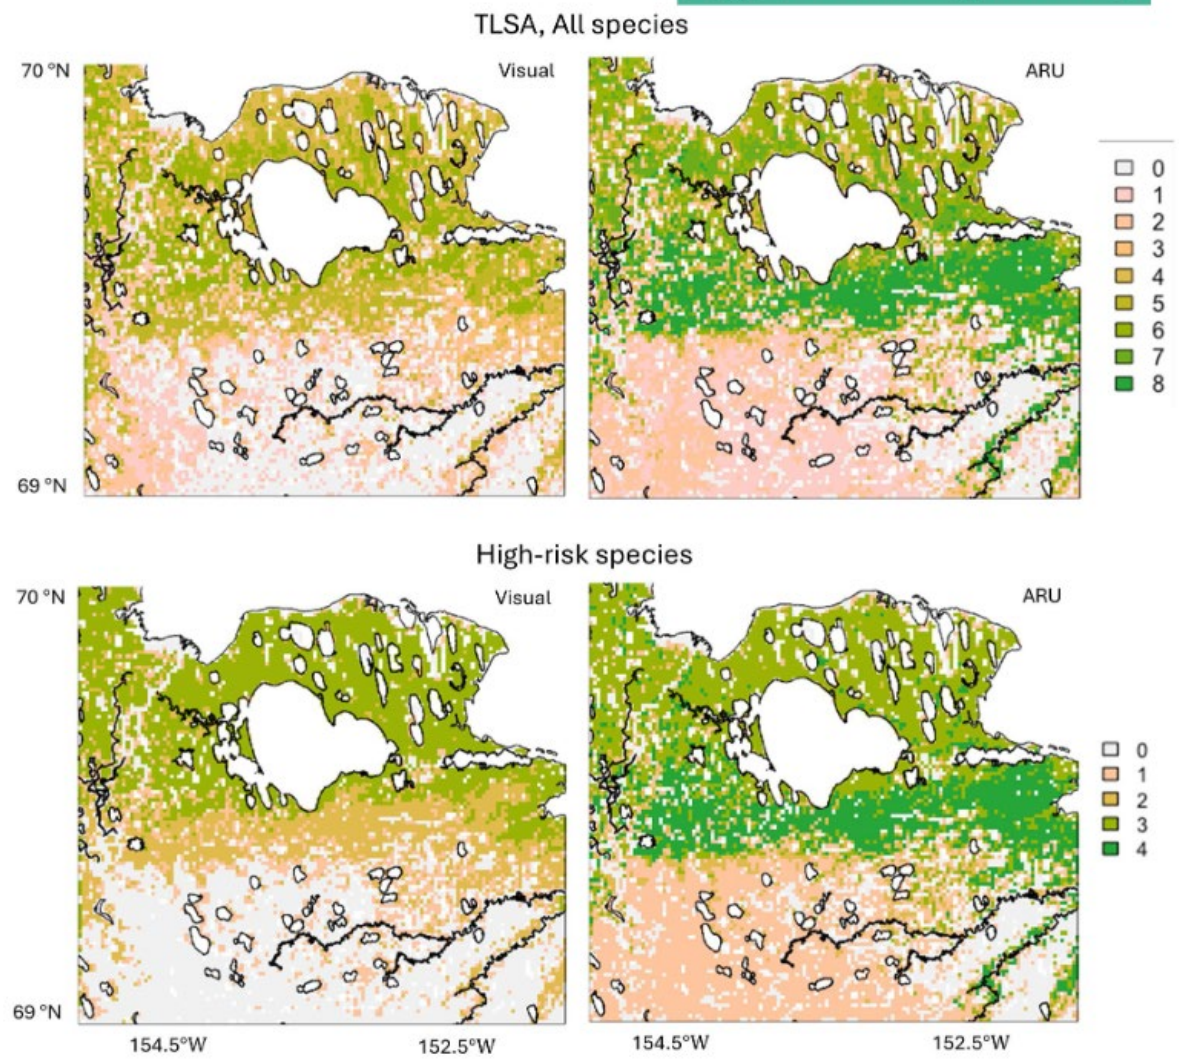 TLSA, All species
70 °N
Visual
ARU
0
1
2
3
4
5
6
7
8
69 °N
High-risk species
70 °N
Visual
ARU
0
1
2
3
4
69 °N
154.5°W
152.5°W
154.5°W
152.5°W